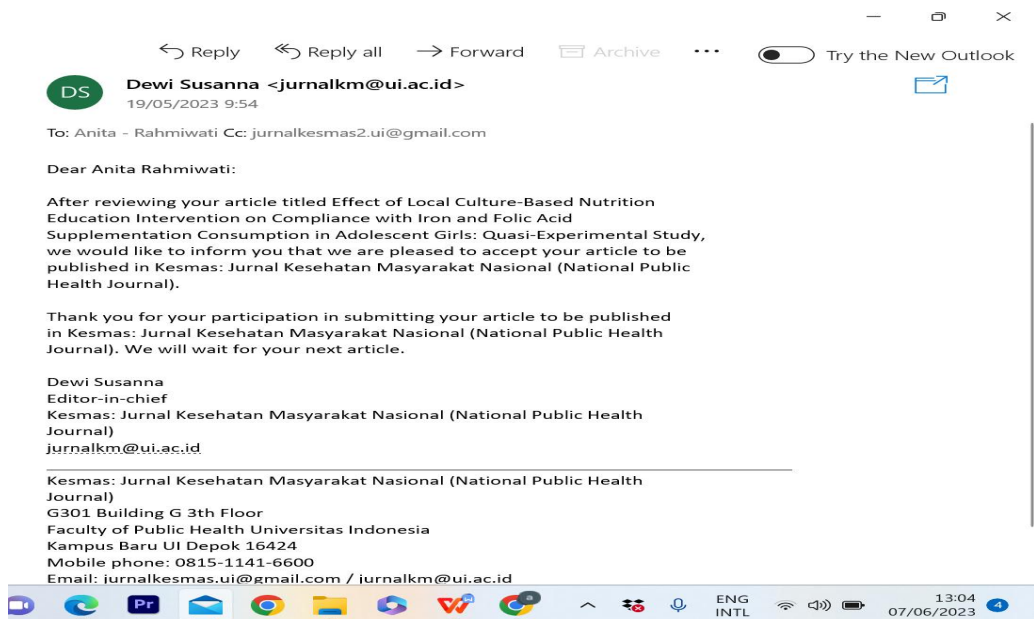 Reply Reply all Forward Archive ... Try the New Outlook
DS
Dewi Susanna <jurnalkm@ui.ac.id>
19/05/2023 9:54
To: Anita - Rahmiwati Cc: jurnalkesmas2.ui@gmail.com
Dear Anita Rahmiwati:
After reviewing your article titled Effect of Local Culture-Based Nutrition
Education Intervention on Compliance with Iron and Folic Acid
Supplementation Consumption in Adolescent Girls: Quasi-Experimental Study,
we would like to inform you that we are pleased to accept your article to be
published in Kesmas: Jurnal Kesehatan Masyarakat Nasional (National Public
Health Journal).
Thank you for your participation in submitting your article to be published
in Kesmas: Jurnal Kesehatan Masyarakat Nasional (National Public Health
Journal). We will wait for your next article.
Dewi Susanna
Editor-in-chief
Kesmas: Jurnal Kesehatan Masyarakat Nasional (National Public Health
Journal)
jurnalkm@ui.ac.id
Kesmas: Jurnal Kesehatan Masyarakat Nasional (National Public Health
Journal)
G301 Building G 3th Floor
Faculty of Public Health Universitas Indonesia
Kampus Baru UI Depok 16424
Mobile phone: 0815-1141-6600
Email: jurnalkesmas.ui@gmail.com / jurnalkm@ui.ac.id
Pr
W
a
ENG
INTL
13:04
07/06/2023
4